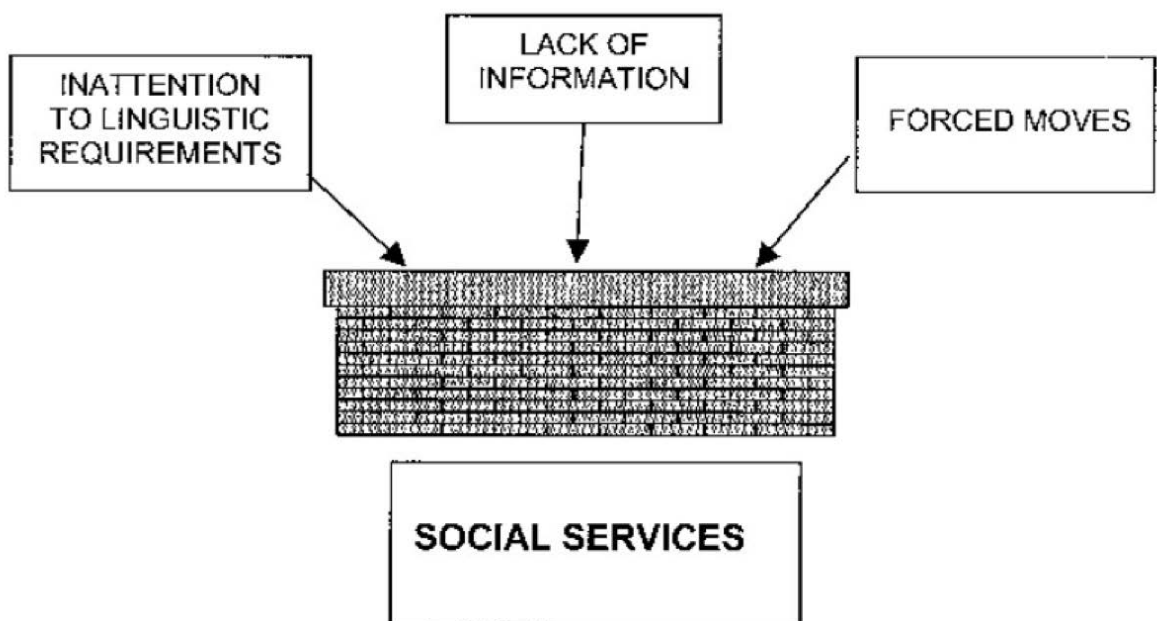 INATTENTION
TO LINGUISTIC
REQUIREMENTS
LACK OF
INFORMATION
FORCED MOVES
SOCIAL SERVICES